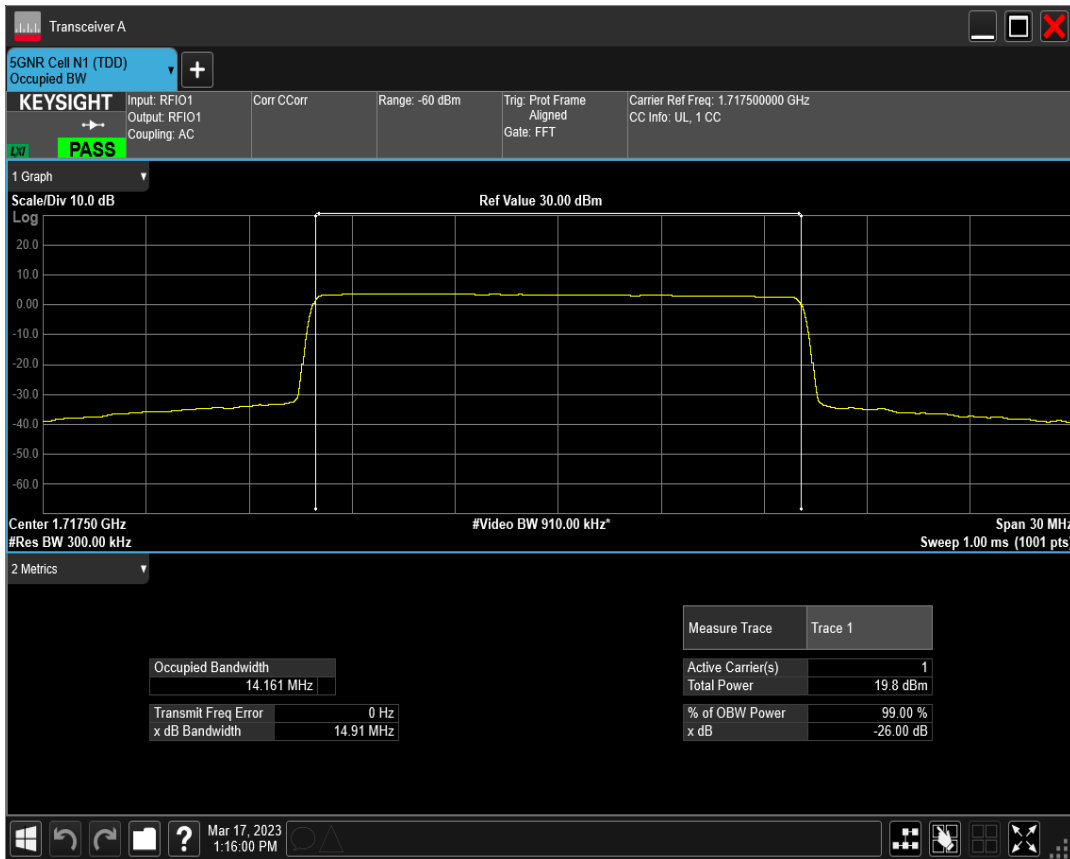 Transceiver A
5GNR Cell N1 (TDD)
Occupied BW
+
KEYSIGHT
LXI
PASS
Input: RFIO1
Output: RFIO1
Coupling: AC
Corr CCorr
Range: -60 dBm
Trig: Prot Frame
Aligned
Gate: FFT
Carrier Ref Freq: 1.717500000 GHz
CC Info: UL, 1 CC
1 Graph
Scale/Div 10.0 dB
Ref Value 30.00 dBm
Log
20.0
10.0
0.00
-10.0
-20.0
-30.0
-40.0
-50.0
-60.0
Center 1.71750 GHz
#Video BW 910.00 kHz*
Span 30 MHz
#Res BW 300.00 kHz
Sweep 1.00 ms (1001 pts)
2 Metrics
Measure Trace Trace 1
Occupied Bandwidth
14.161 MHz
Transmit Freq Error 0 Hz
x dB Bandwidth 14.91 MHz
Active Carrier(s) 1
Total Power 19.8 dBm
% of OBW Power 99.00 %
x dB -26.00 dB
?
Mar 17, 2023
1:16:00 PM